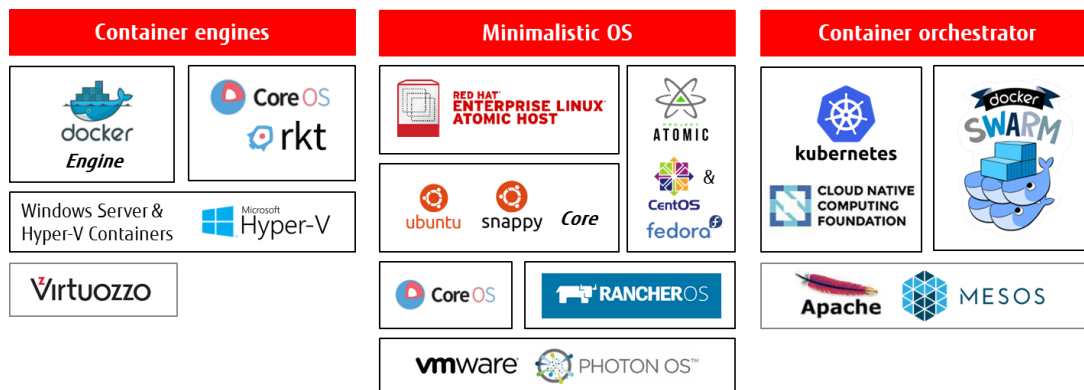 Container engines
docker
Engine
CoreOS
rkt
Windows Server &
Hyper-V Containers
Microsoft
Hyper-V
Virtuozzo
Minimalistic OS
RED HAT®
ENTERPRISE LINUX®
ATOMIC HOST
PROJECT
ATOMIC
&
CentOS
fedora
ubuntu
snappy
Core
CoreOS
RANCHEROS
vmware®
PHOTON OS™
Container orchestrator
kubernetes
CLOUD NATIVE
COMPUTING
FOUNDATION
docker
SWARM
Apache
MESOS